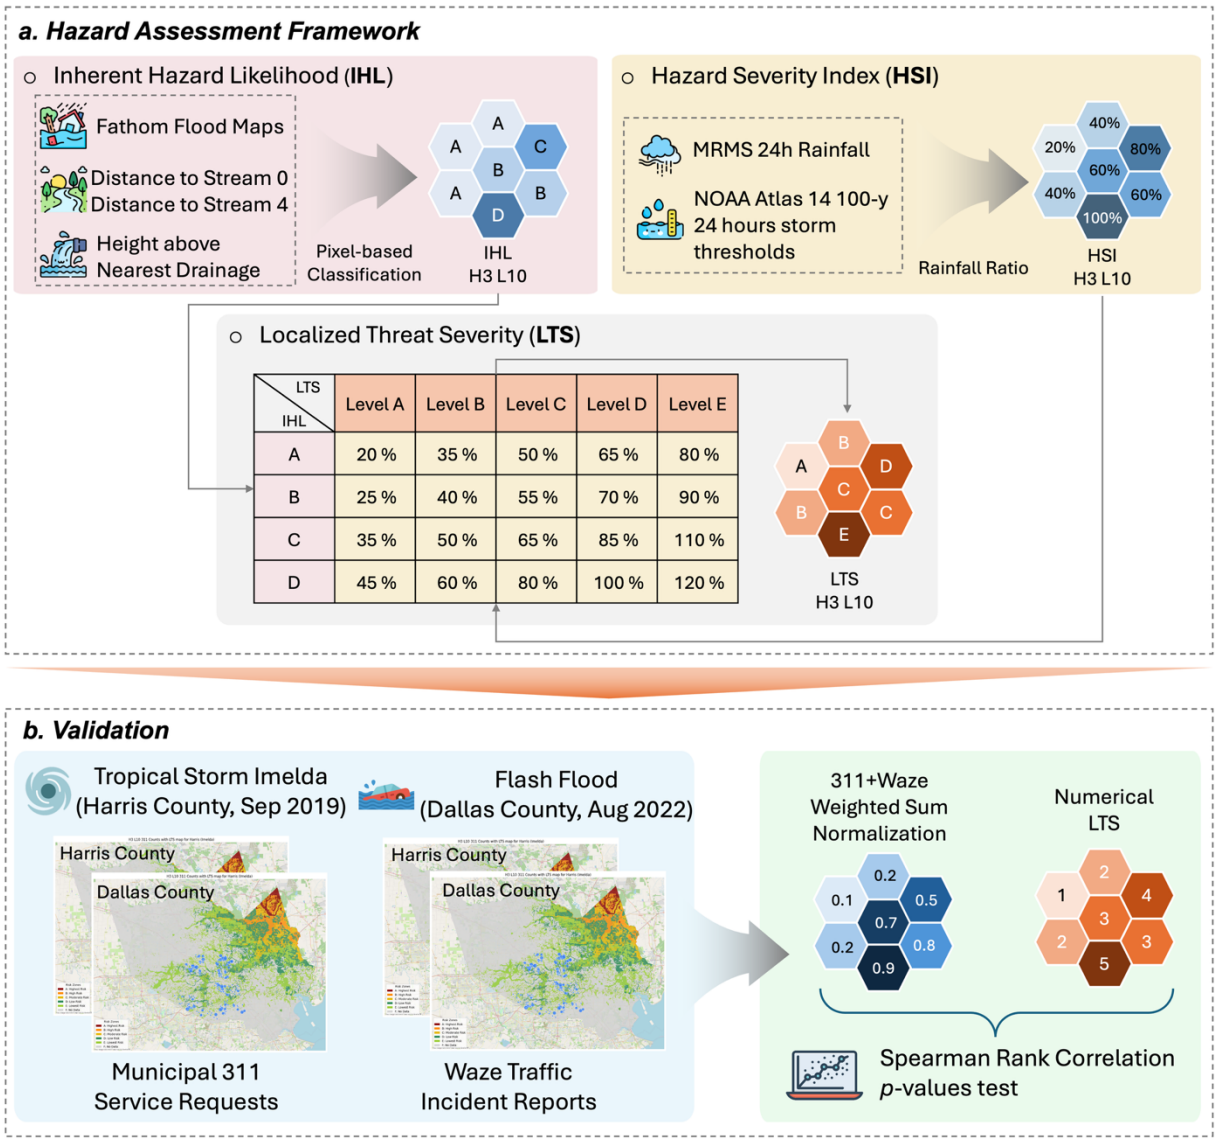 a. Hazard Assessment Framework
○ Inherent Hazard Likelihood (IHL)
Fathom Flood Maps
Distance to Stream 0
Distance to Stream 4
Height above
Nearest Drainage
Pixel-based
Classification
A
A
C
B
A
B
D
IHL
H3 L10
○ Hazard Severity Index (HSI)
MRMS 24h Rainfall
NOAA Atlas 14 100-y
24 hours storm
thresholds
Rainfall Ratio
40%
20%
80%
60%
40%
60%
100%
HSI
H3 L10
○ Localized Threat Severity (LTS)
LTS
IHL
Level A Level B Level C Level D Level E
A 20 % 35 % 50 % 65 % 80 %
B 25 % 40 % 55 % 70 % 90 %
C 35 % 50 % 65 % 85 % 110 %
D 45 % 60 % 80 % 100 % 120 %
B
A
D
C
B
C
E
LTS
H3 L10
b. Validation
Tropical Storm Imelda
(Harris County, Sep 2019)
Flash Flood
(Dallas County, Aug 2022)
Harris County
Dallas County
Harris County
Dallas County
Municipal 311
Service Requests
Waze Traffic
Incident Reports
311+Waze
Weighted Sum
Normalization
0.2
0.1
0.5
0.7
0.2
0.8
0.9
Numerical
LTS
2
1
4
3
2
3
5
Spearman Rank Correlation
p-values test